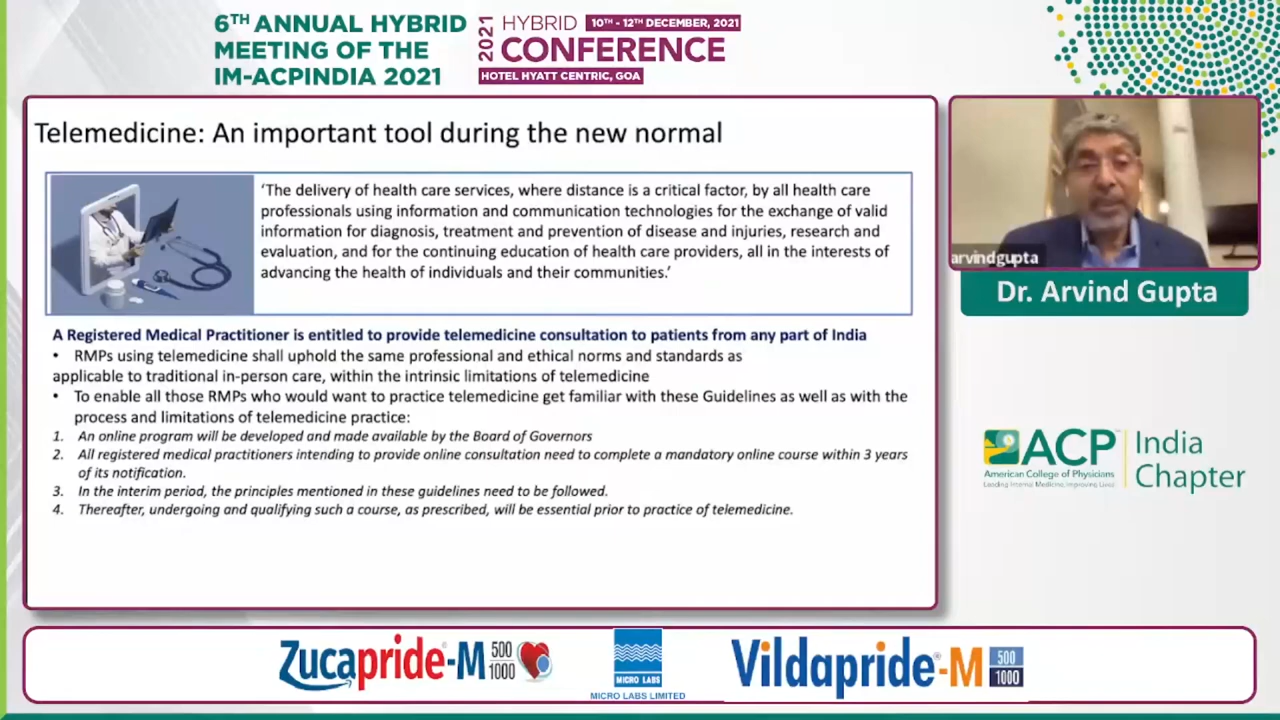 6TH ANNUAL HYBRID
MEETING OF THE
IM-ACPINDIA 2021
2021
HYBRID
10TH - 12TH DECEMBER, 2021
CONFERENCE
HOTEL HYATT CENTRIC, GOA
Telemedicine: An important tool during the new normal
‘The delivery of health care services, where distance is a critical factor, by all health care
professionals using information and communication technologies for the exchange of valid
information for diagnosis, treatment and prevention of disease and injuries, research and
evaluation, and for the continuing education of health care providers, all in the interests of
advancing the health of individuals and their communities.’
A Registered Medical Practitioner is entitled to provide telemedicine consultation to patients from any part of India
• RMPs using telemedicine shall uphold the same professional and ethical norms and standards as
applicable to traditional in-person care, within the intrinsic limitations of telemedicine
• To enable all those RMPs who would want to practice telemedicine get familiar with these Guidelines as well as with the
process and limitations of telemedicine practice:
1. An online program will be developed and made available by the Board of Governors
2. All registered medical practitioners intending to provide online consultation need to complete a mandatory online course within 3 years
of its notification.
3. In the interim period, the principles mentioned in these guidelines need to be followed.
4. Thereafter, undergoing and qualifying such a course, as prescribed, will be essential prior to practice of telemedicine.
arvindgupta
Dr. Arvind Gupta
ACP™
American College of Physicians
Leading Internal Medicine, Improving Lives
India
Chapter
Zucapride®-M 500
1000
MICRO LABS
MICRO LABS LIMITED
Vildapride®-M 500
1000